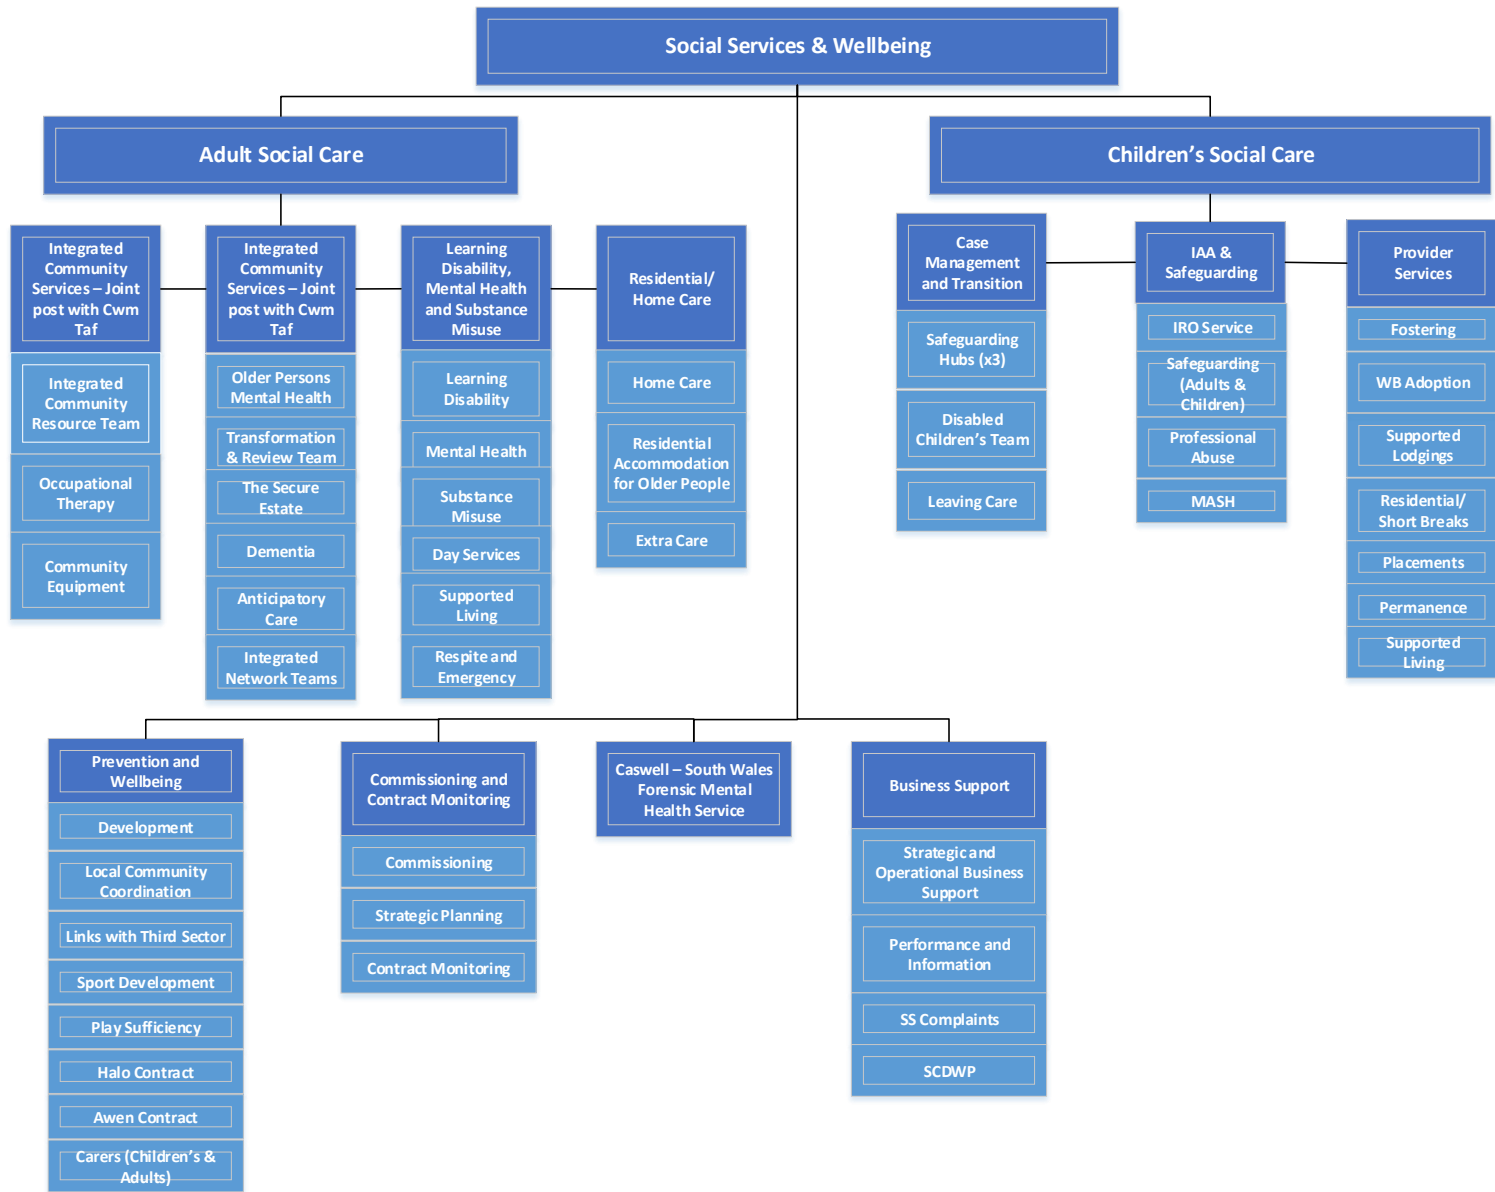 Social Services & Wellbeing
Adult Social Care
Children's Social Care
Integrated
Community
Services – Joint
post with Cwm
Taf
Integrated
Community
Resource Team
Occupational
Therapy
Community
Equipment
Integrated
Community
Services – Joint
post with Cwm
Taf
Older Persons
Mental Health
Transformation
& Review Team
The Secure
Estate
Dementia
Anticipatory
Care
Integrated
Network Teams
Learning
Disability,
Mental Health
and Substance
Misuse
Learning
Disability
Mental Health
Substance
Misuse
Day Services
Supported
Living
Respite and
Emergency
Residential/
Home Care
Home Care
Residential
Accommodation
for Older People
Extra Care
Case
Management
and Transition
Safeguarding
Hubs (x3)
Disabled
Children's Team
Leaving Care
IAA &
Safeguarding
IRO Service
Safeguarding
(Adults &
Children)
Professional
Abuse
MASH
Provider
Services
Fostering
WB Adoption
Supported
Lodgings
Residential/
Short Breaks
Placements
Permanence
Supported
Living
Prevention and
Wellbeing
Development
Local Community
Coordination
Links with Third Sector
Sport Development
Play Sufficiency
Halo Contract
Awen Contract
Carers (Children's &
Adults)
Commissioning and
Contract Monitoring
Commissioning
Strategic Planning
Contract Monitoring
Caswell – South Wales
Forensic Mental
Health Service
Business Support
Strategic and
Operational Business
Support
Performance and
Information
SS Complaints
SCDWP